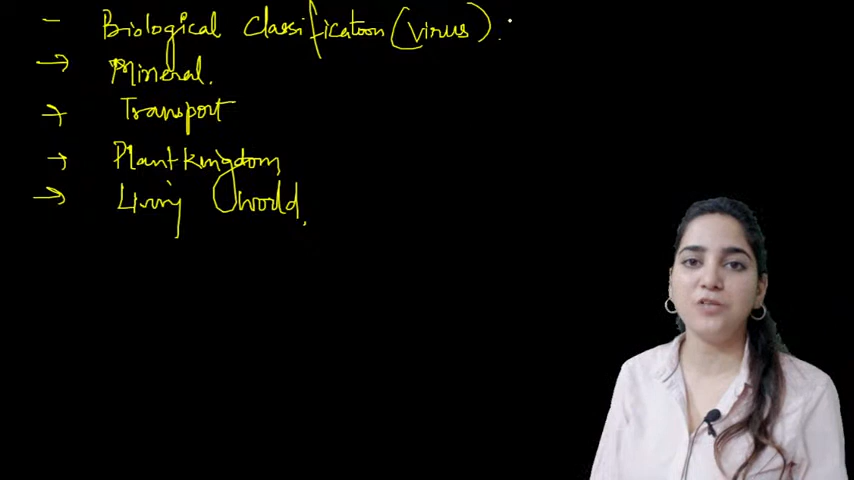 - Biological Classification (virus).
→ Mineral.
→ Transport
→ Plant kingdom
→ Living world.